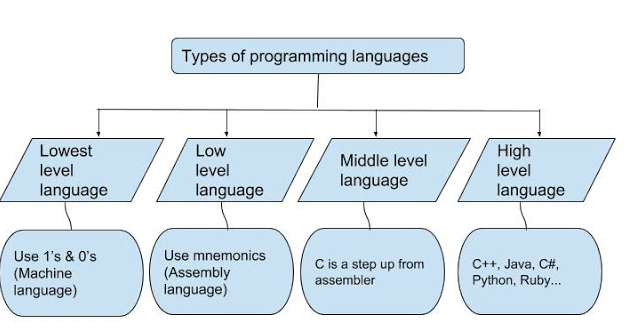 Types of programming languages
Lowest
level
language
Low
level
language
Middle level
language
High
level
language
Use 1's & 0's
(Machine
language)
Use mnemonics
(Assembly
language)
C is a step up from
assembler
C++, Java, C#,
Python, Ruby...